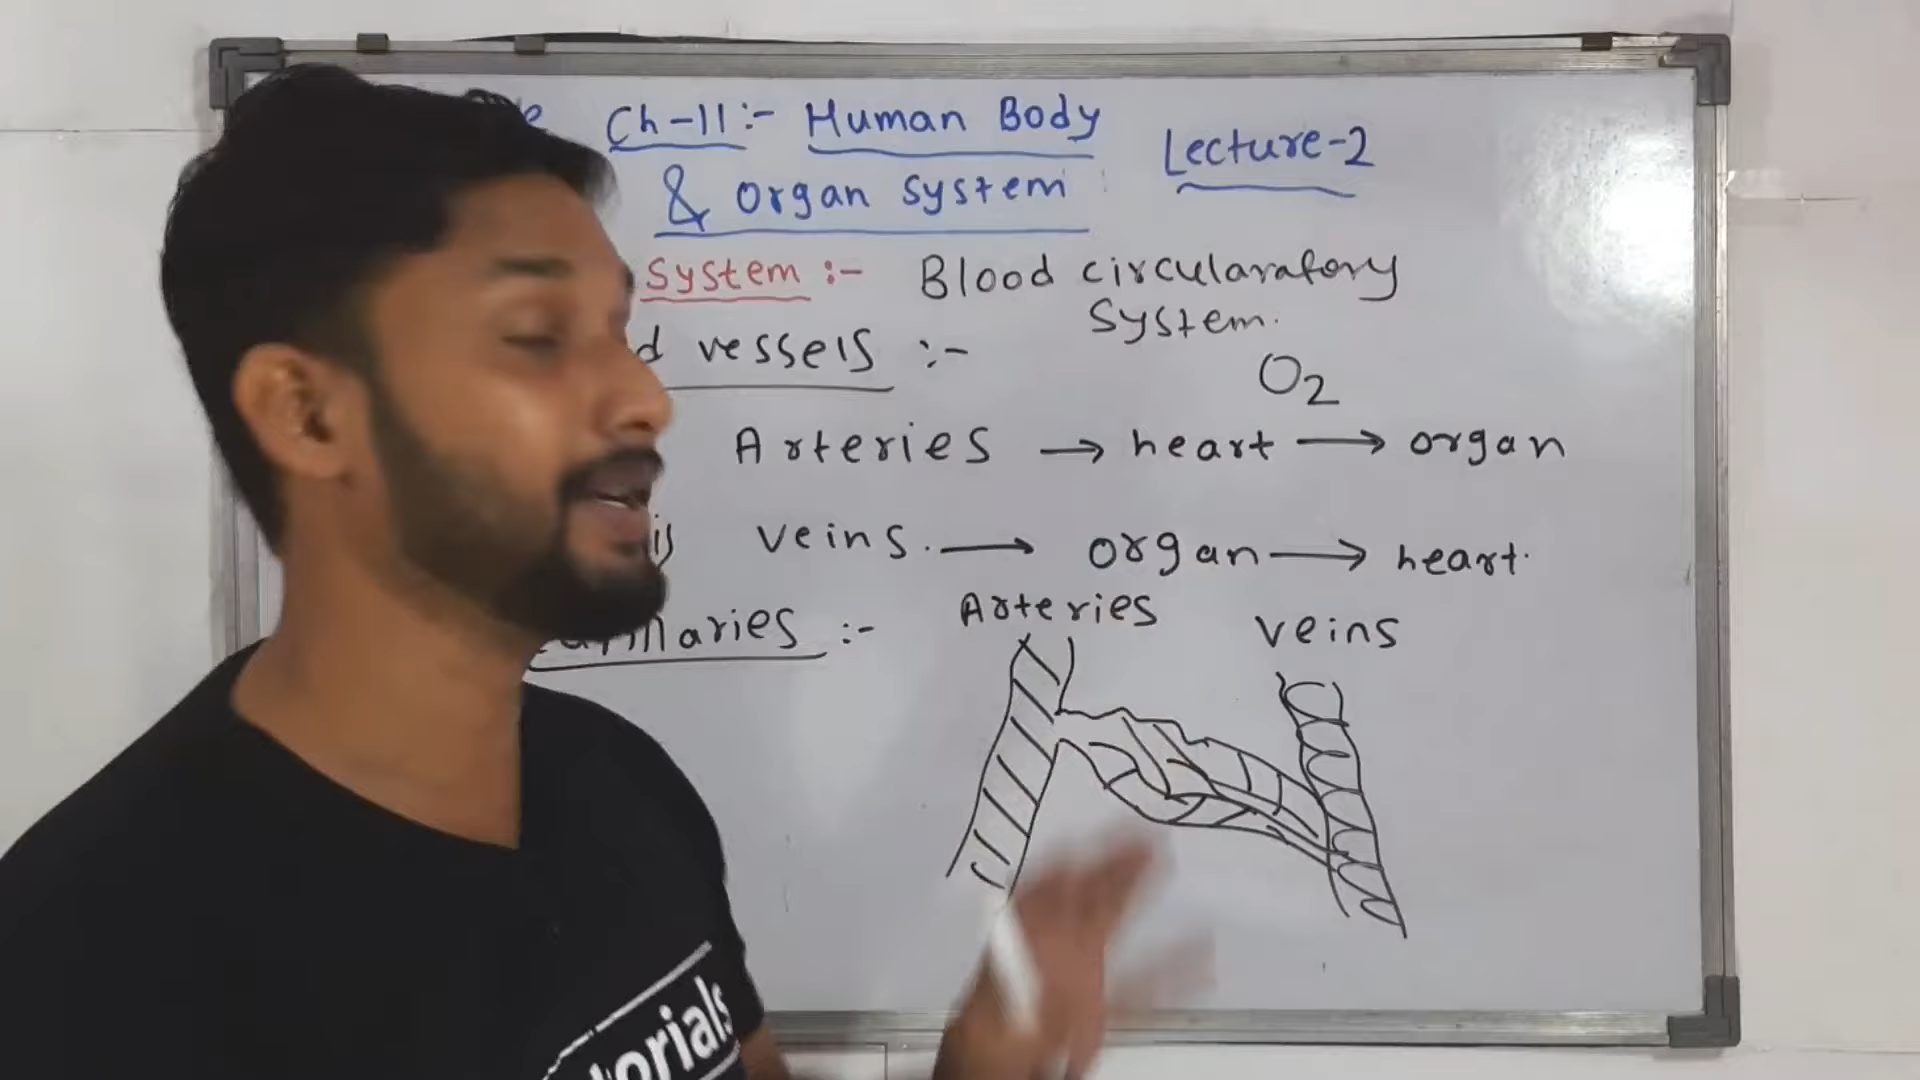 Ch-11:- Human Body
& Organ System
Lecture-2
System :- Blood circularatory
System.
vessels :-
O2
Arteries → heart → organ
veins. → organ → heart.
:-
Arteries
veins